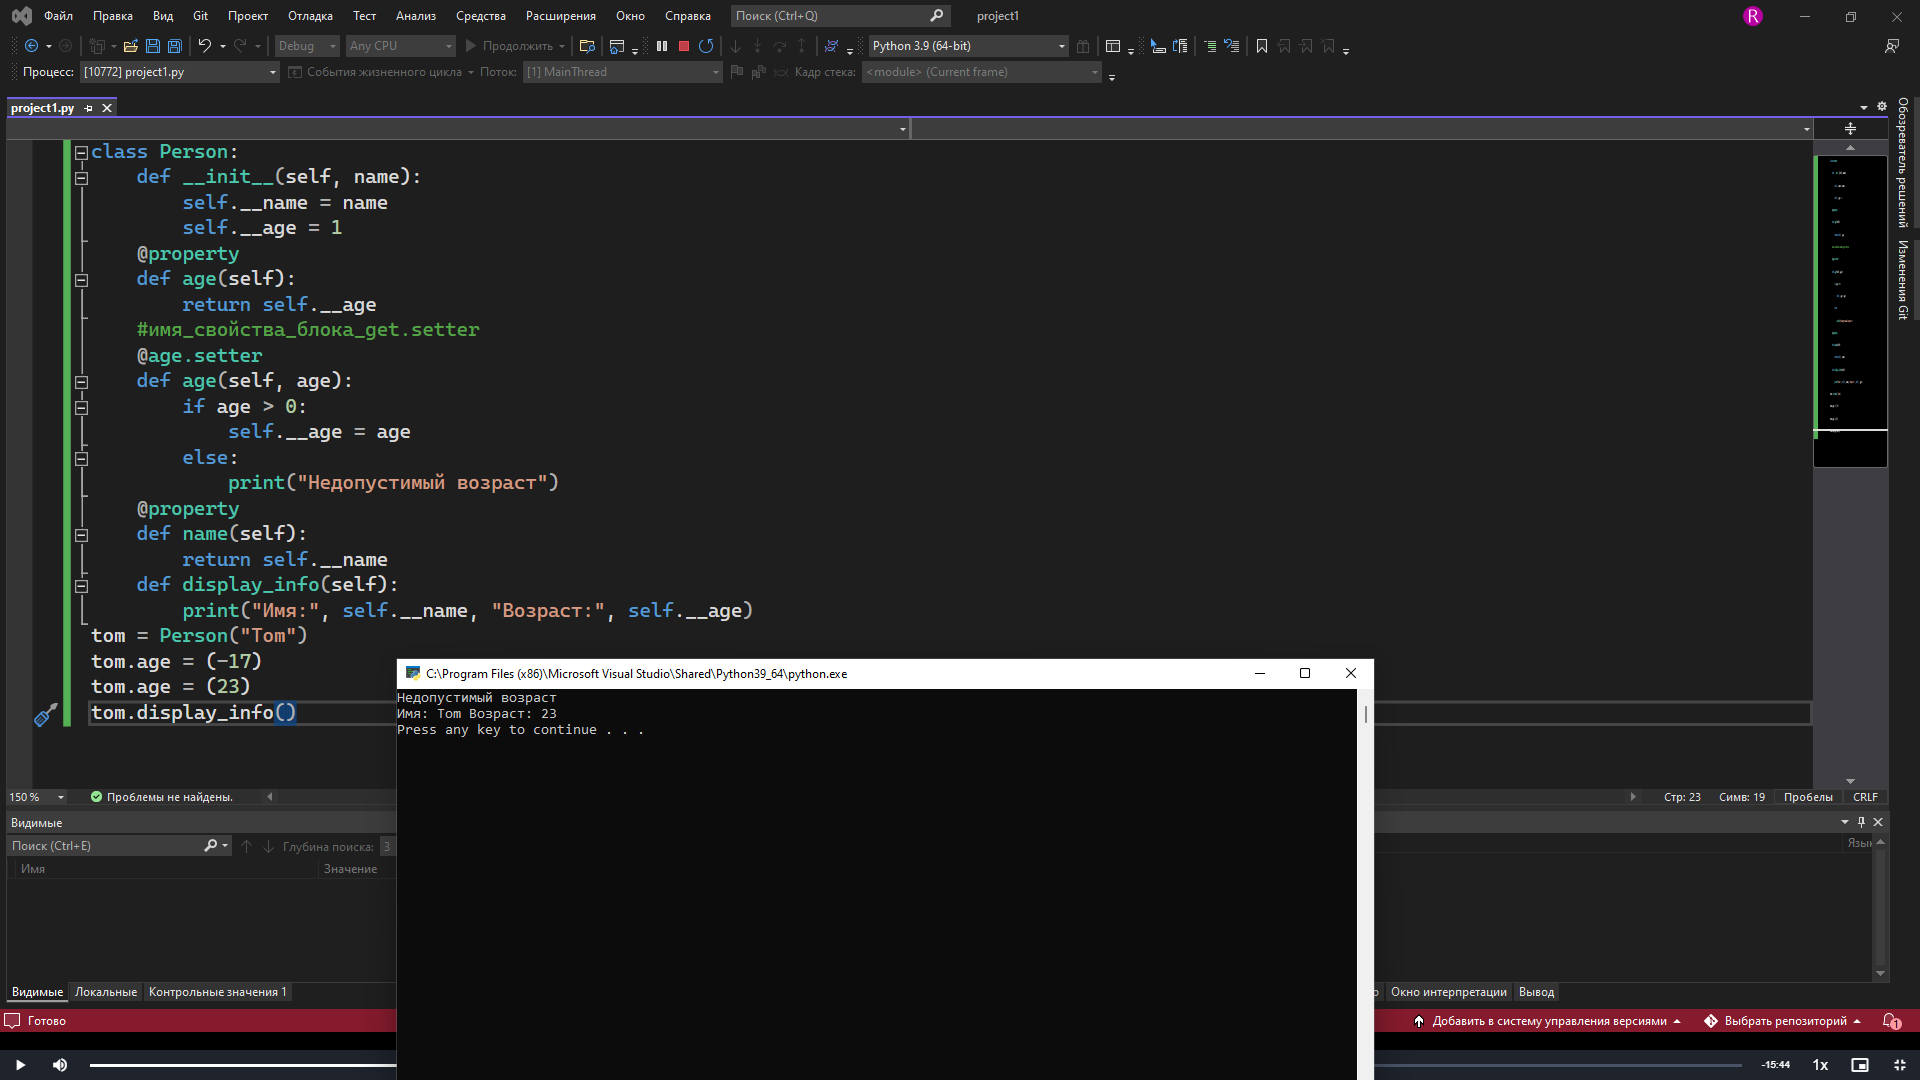 Файл Правка Вид Git Проект Отладка Тест Анализ Средства Расширения Окно Справка Поиск (Ctrl+Q) project1 R
Debug Any CPU Продолжить Python 3.9 (64-bit)
Процесс: [10772] project1.py События жизненного цикла Поток: [1] MainThread Кадр стека: <module> (Current frame)
project1.py
class Person:
def __init__(self, name):
self.__name = name
self.__age = 1
@property
def age(self):
return self.__age
#имя_свойства_блока_get.setter
@age.setter
def age(self, age):
if age > 0:
self.__age = age
else:
print("Недопустимый возраст")
@property
def name(self):
return self.__name
def display_info(self):
print("Имя:", self.__name, "Возраст:", self.__age)
tom = Person("Tom")
tom.age = (-17)
tom.age = (23)
tom.display_info()
Обозреватель решений
Изменения Git
C:\Program Files (x86)\Microsoft Visual Studio\Shared\Python39_64\python.exe
Недопустимый возраст
Имя: Tom Возраст: 23
Press any key to continue . . .
150 % Проблемы не найдены. Стр: 23 Симв: 19 Пробелы CRLF
Видимые
Поиск (Ctrl+E) Глубина поиска: 3
Имя Значение
Видимые Локальные Контрольные значения 1 Окно интерпретации Вывод
Готово Добавить в систему управления версиями Выбрать репозиторий 1
-15:44 1x